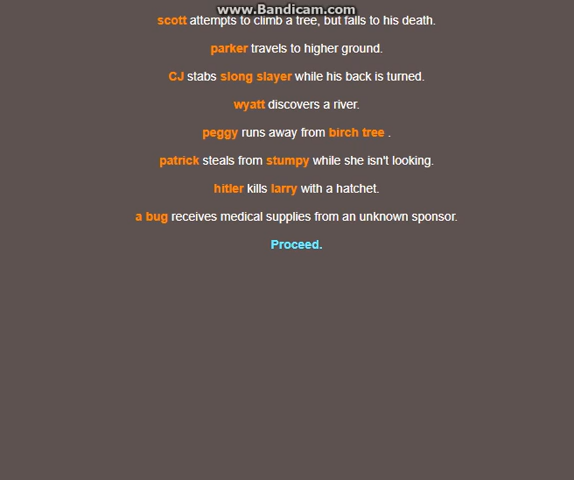 www.Bandicam.com
scott attempts to climb a tree, but falls to his death.
parker travels to higher ground.
CJ stabs slong slayer while his back is turned.
wyatt discovers a river.
peggy runs away from birch tree .
patrick steals from stumpy while she isn't looking.
hitler kills larry with a hatchet.
a bug receives medical supplies from an unknown sponsor.
Proceed.